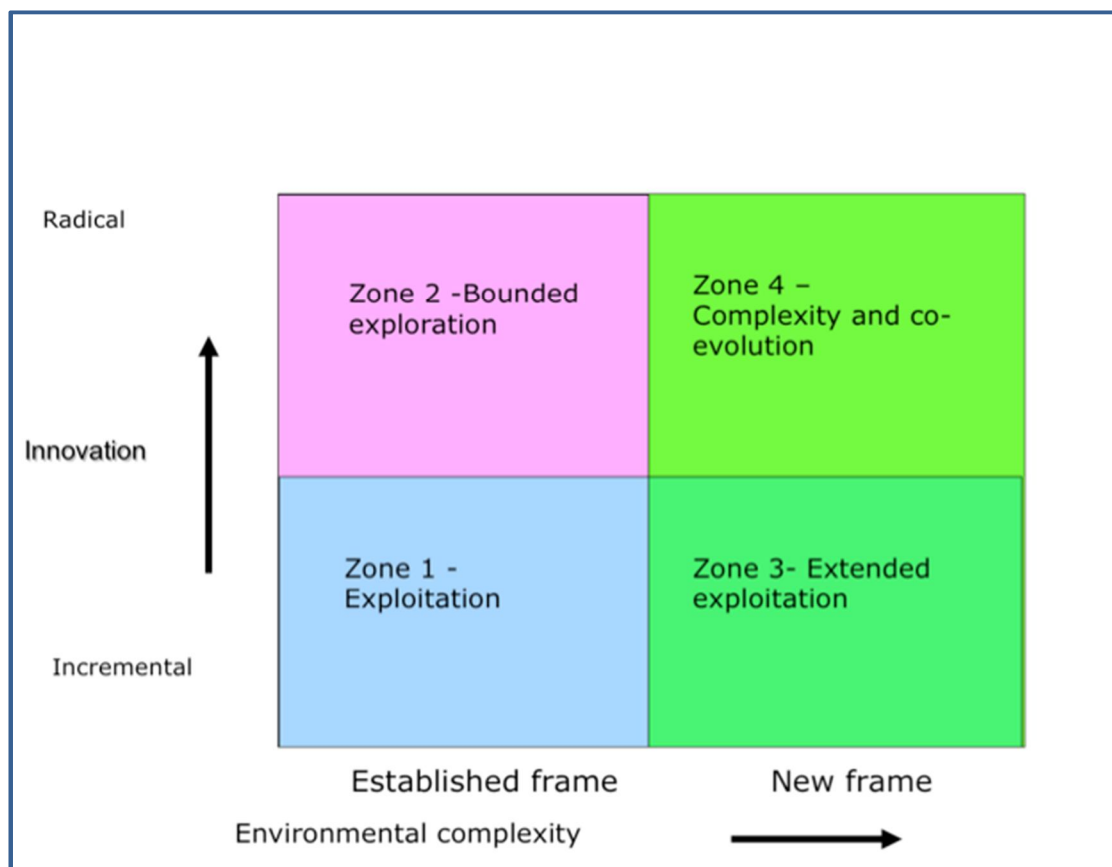 Radical
Zone 2 -Bounded
exploration
Zone 4 –
Complexity and co-
evolution
Innovation
Zone 1 -
Exploitation
Zone 3- Extended
exploitation
Incremental
Established frame
New frame
Environmental complexity